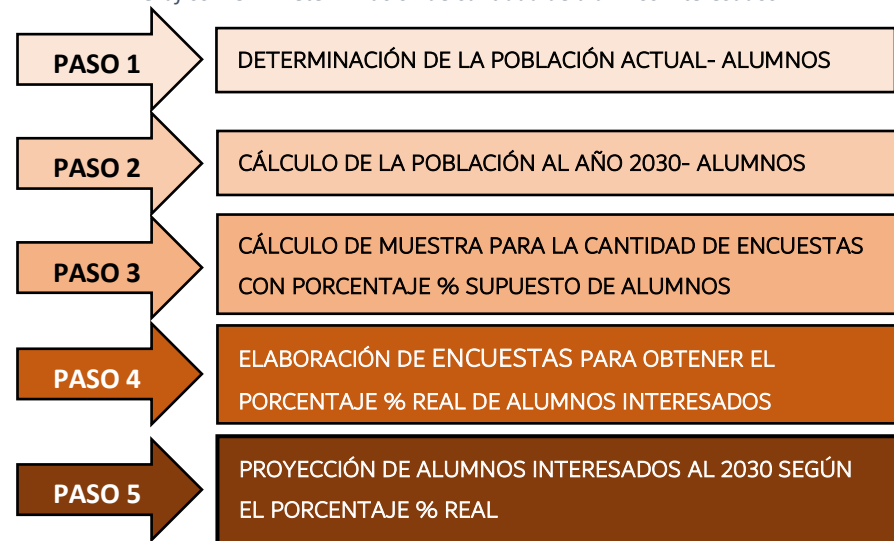 PASO 1
DETERMINACIÓN DE LA POBLACIÓN ACTUAL- ALUMNOS
PASO 2
CÁLCULO DE LA POBLACIÓN AL AÑO 2030- ALUMNOS
PASO 3
CÁLCULO DE MUESTRA PARA LA CANTIDAD DE ENCUESTAS
CON PORCENTAJE % SUPUESTO DE ALUMNOS
PASO 4
ELABORACIÓN DE ENCUESTAS PARA OBTENER EL
PORCENTAJE % REAL DE ALUMNOS INTERESADOS
PASO 5
PROYECCIÓN DE ALUMNOS INTERESADOS AL 2030 SEGÚN
EL PORCENTAJE % REAL